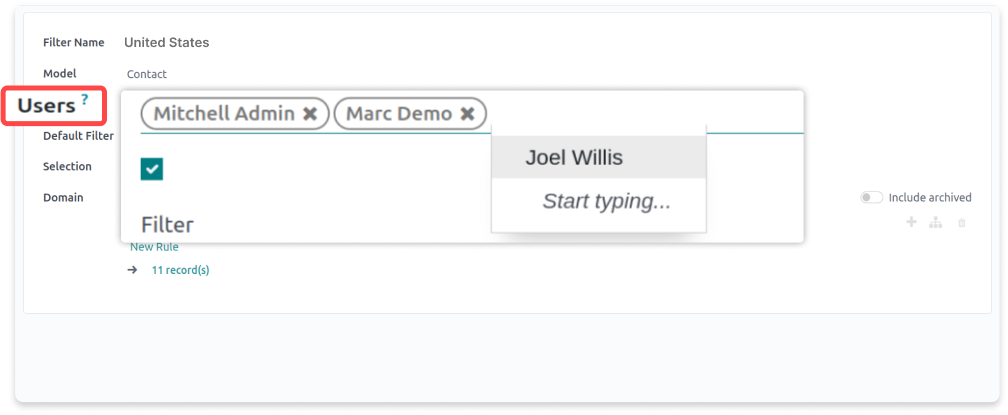 Filter Name United States
Model Contact
Users ? Mitchell Admin ✖ Marc Demo ✖
Default Filter
Joel Willis
Selection
Start typing...
Domain
Include archived
Filter
New Rule
→ 11 record(s)